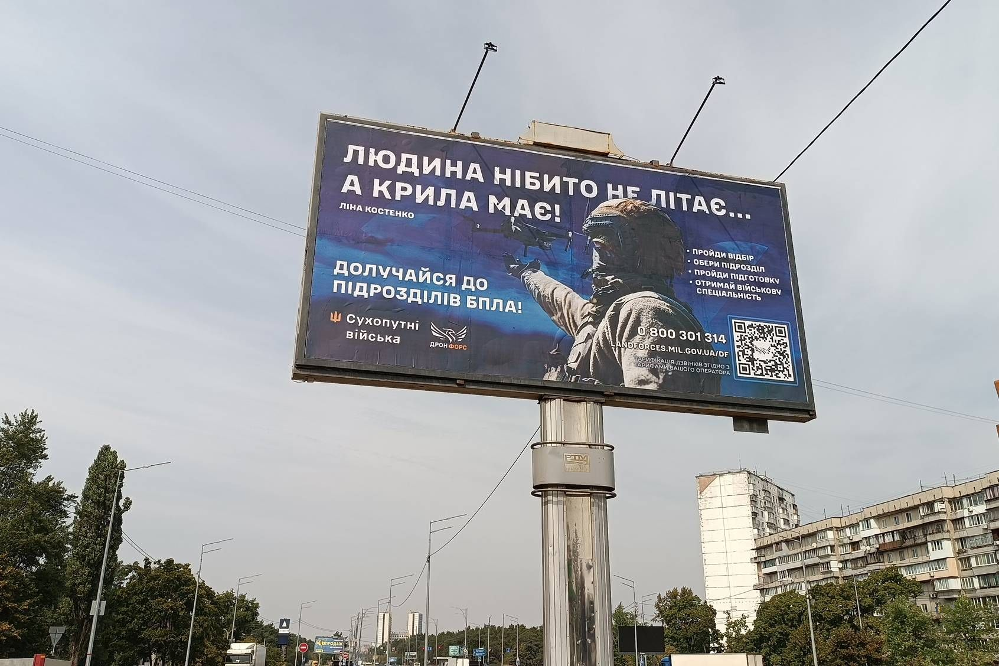 ЛЮДИНА НІБИТО НЕ ЛІТАЄ...
А КРИЛА МАЄ!
ЛІНА КОСТЕНКО
ДОЛУЧАЙСЯ ДО
ПІДРОЗДІЛІВ БПЛА!
Сухопутні
війська
ДРОН ФОРС
• ПРОЙДИ ВІДБІР
• ОБЕРИ ПІДРОЗДІЛ
• ПРОЙДИ ПІДГОТОВКУ
• ОТРИМАЙ ВІЙСЬКОВУ
СПЕЦІАЛЬНІСТЬ
0 800 301 314
LANDFORCES.MIL.GOV.UA/DF
ТАРИФІКАЦІЯ ДЗВІНКІВ ЗГІДНО З
ТАРИФАМИ ВАШОГО ОПЕРАТОРА